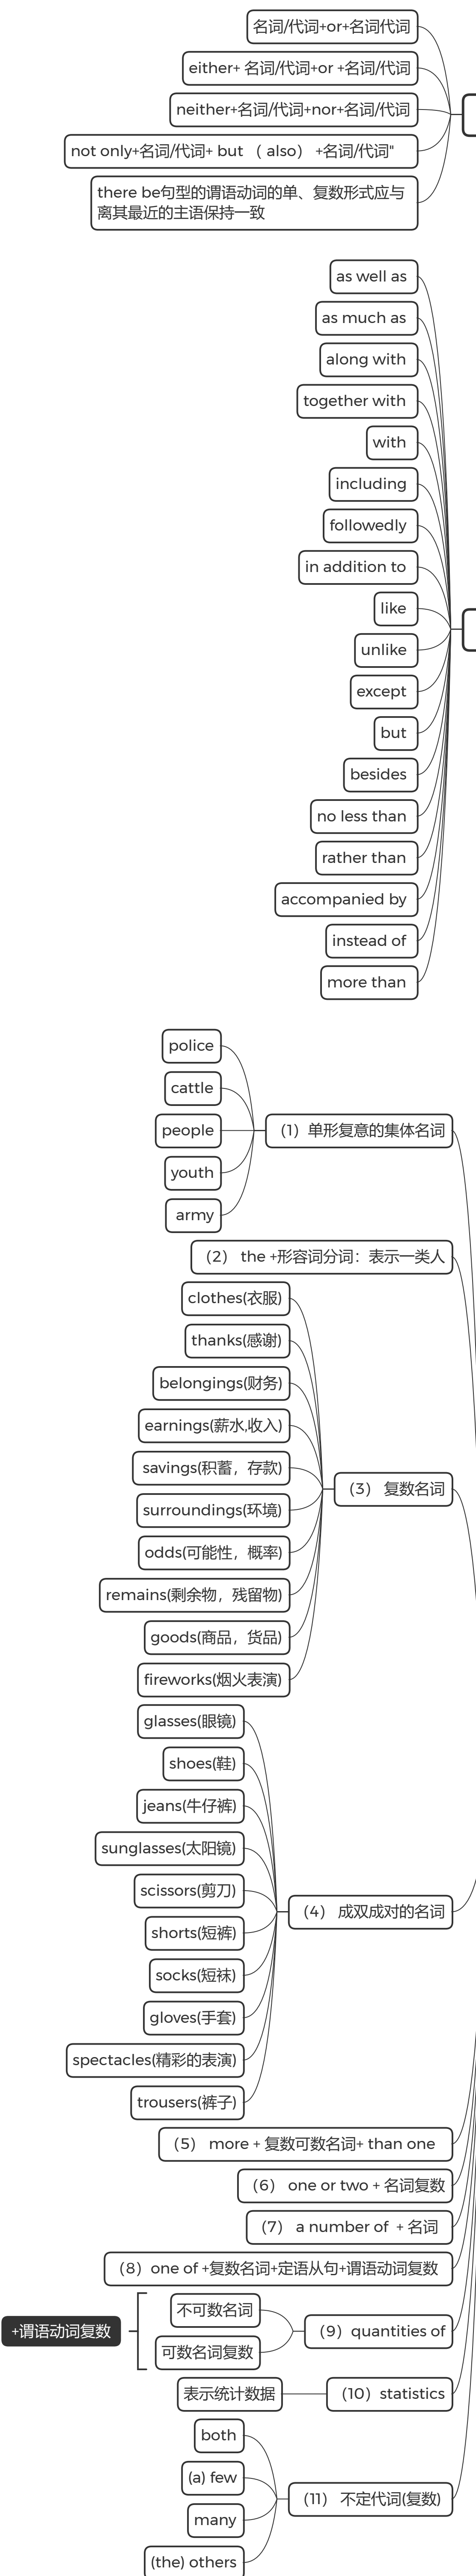 名词/代词+or+名词代词
either+ 名词/代词+or +名词/代词
neither+名词/代词+nor+名词/代词
not only+名词/代词+ but （ also） +名词/代词"
there be句型的谓语动词的单、复数形式应与
离其最近的主语保持一致
as well as
as much as
along with
together with
with
including
followedly
in addition to
like
unlike
except
but
besides
no less than
rather than
accompanied by
instead of
more than
police
cattle
people
youth
army
（1）单形复意的集体名词
（2） the +形容词分词：表示一类人
clothes(衣服)
thanks(感谢)
belongings(财务)
earnings(薪水,收入)
savings(积蓄，存款)
surroundings(环境)
odds(可能性，概率)
remains(剩余物，残留物)
goods(商品，货品)
fireworks(烟火表演)
（3） 复数名词
glasses(眼镜)
shoes(鞋)
jeans(牛仔裤)
sunglasses(太阳镜)
scissors(剪刀)
shorts(短裤)
socks(短袜)
gloves(手套)
spectacles(精彩的表演)
trousers(裤子)
（4） 成双成对的名词
（5） more + 复数可数名词+ than one
（6） one or two + 名词复数
（7） a number of + 名词
（8）one of +复数名词+定语从句+谓语动词复数
+谓语动词复数
不可数名词
可数名词复数
（9）quantities of
表示统计数据
（10）statistics
both
(a) few
many
(the) others
（11） 不定代词(复数)